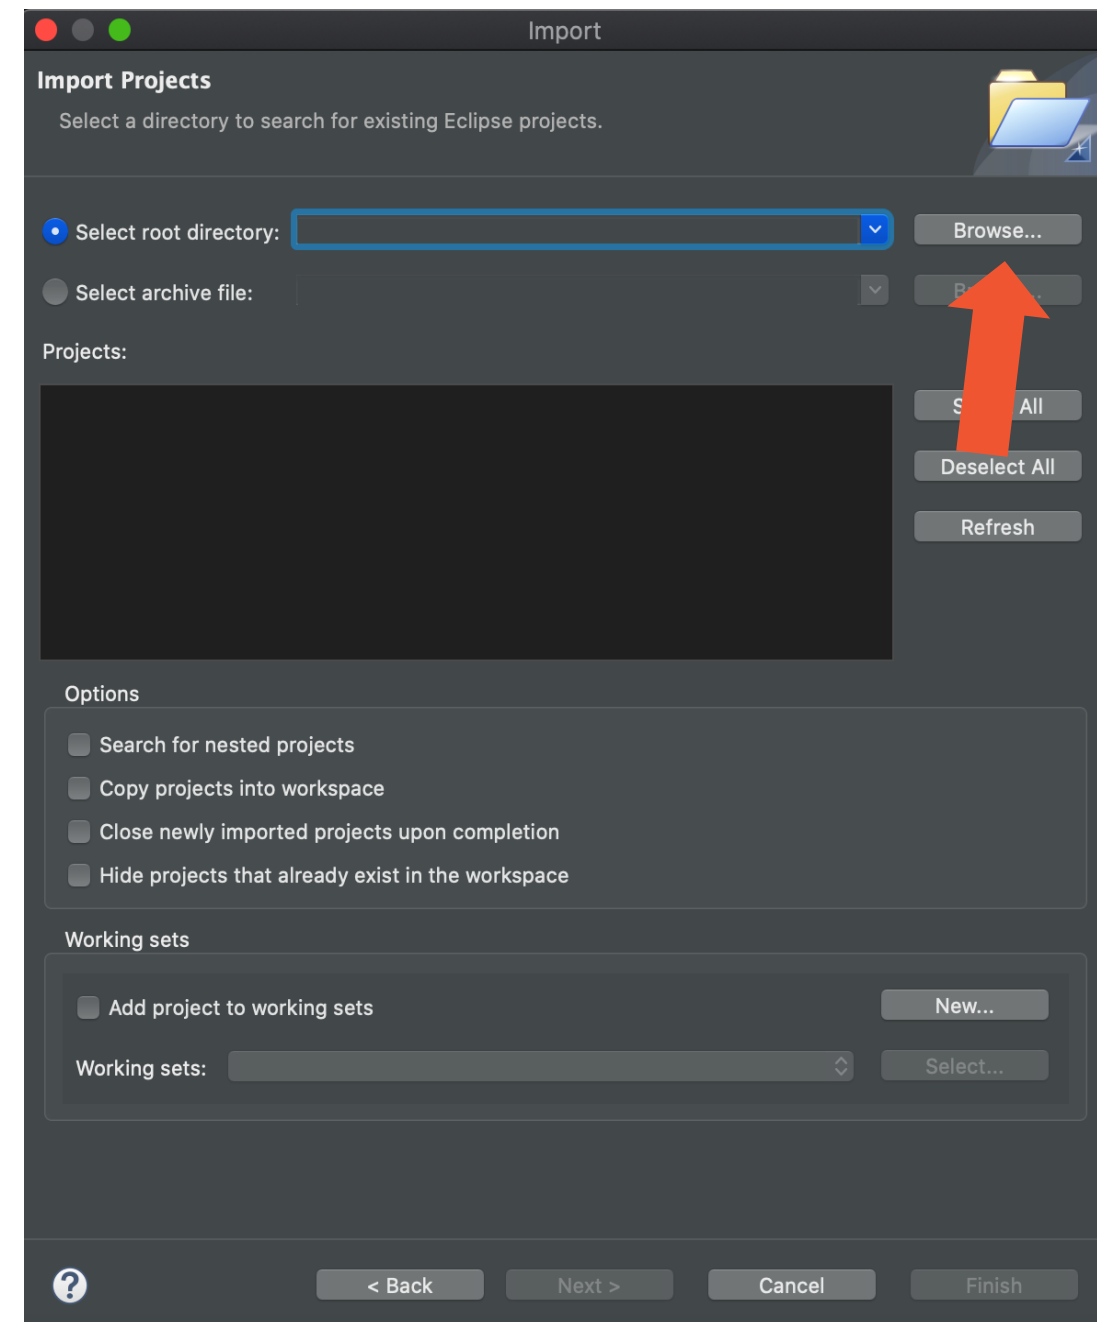 Import
Import Projects
Select a directory to search for existing Eclipse projects.
Select root directory:
Browse...
Select archive file:
Projects:
All
Deselect All
Refresh
Options
Search for nested projects
Copy projects into workspace
Close newly imported projects upon completion
Hide projects that already exist in the workspace
Working sets
Add project to working sets
New...
Working sets:
Select...
?
< Back
Next >
Cancel
Finish